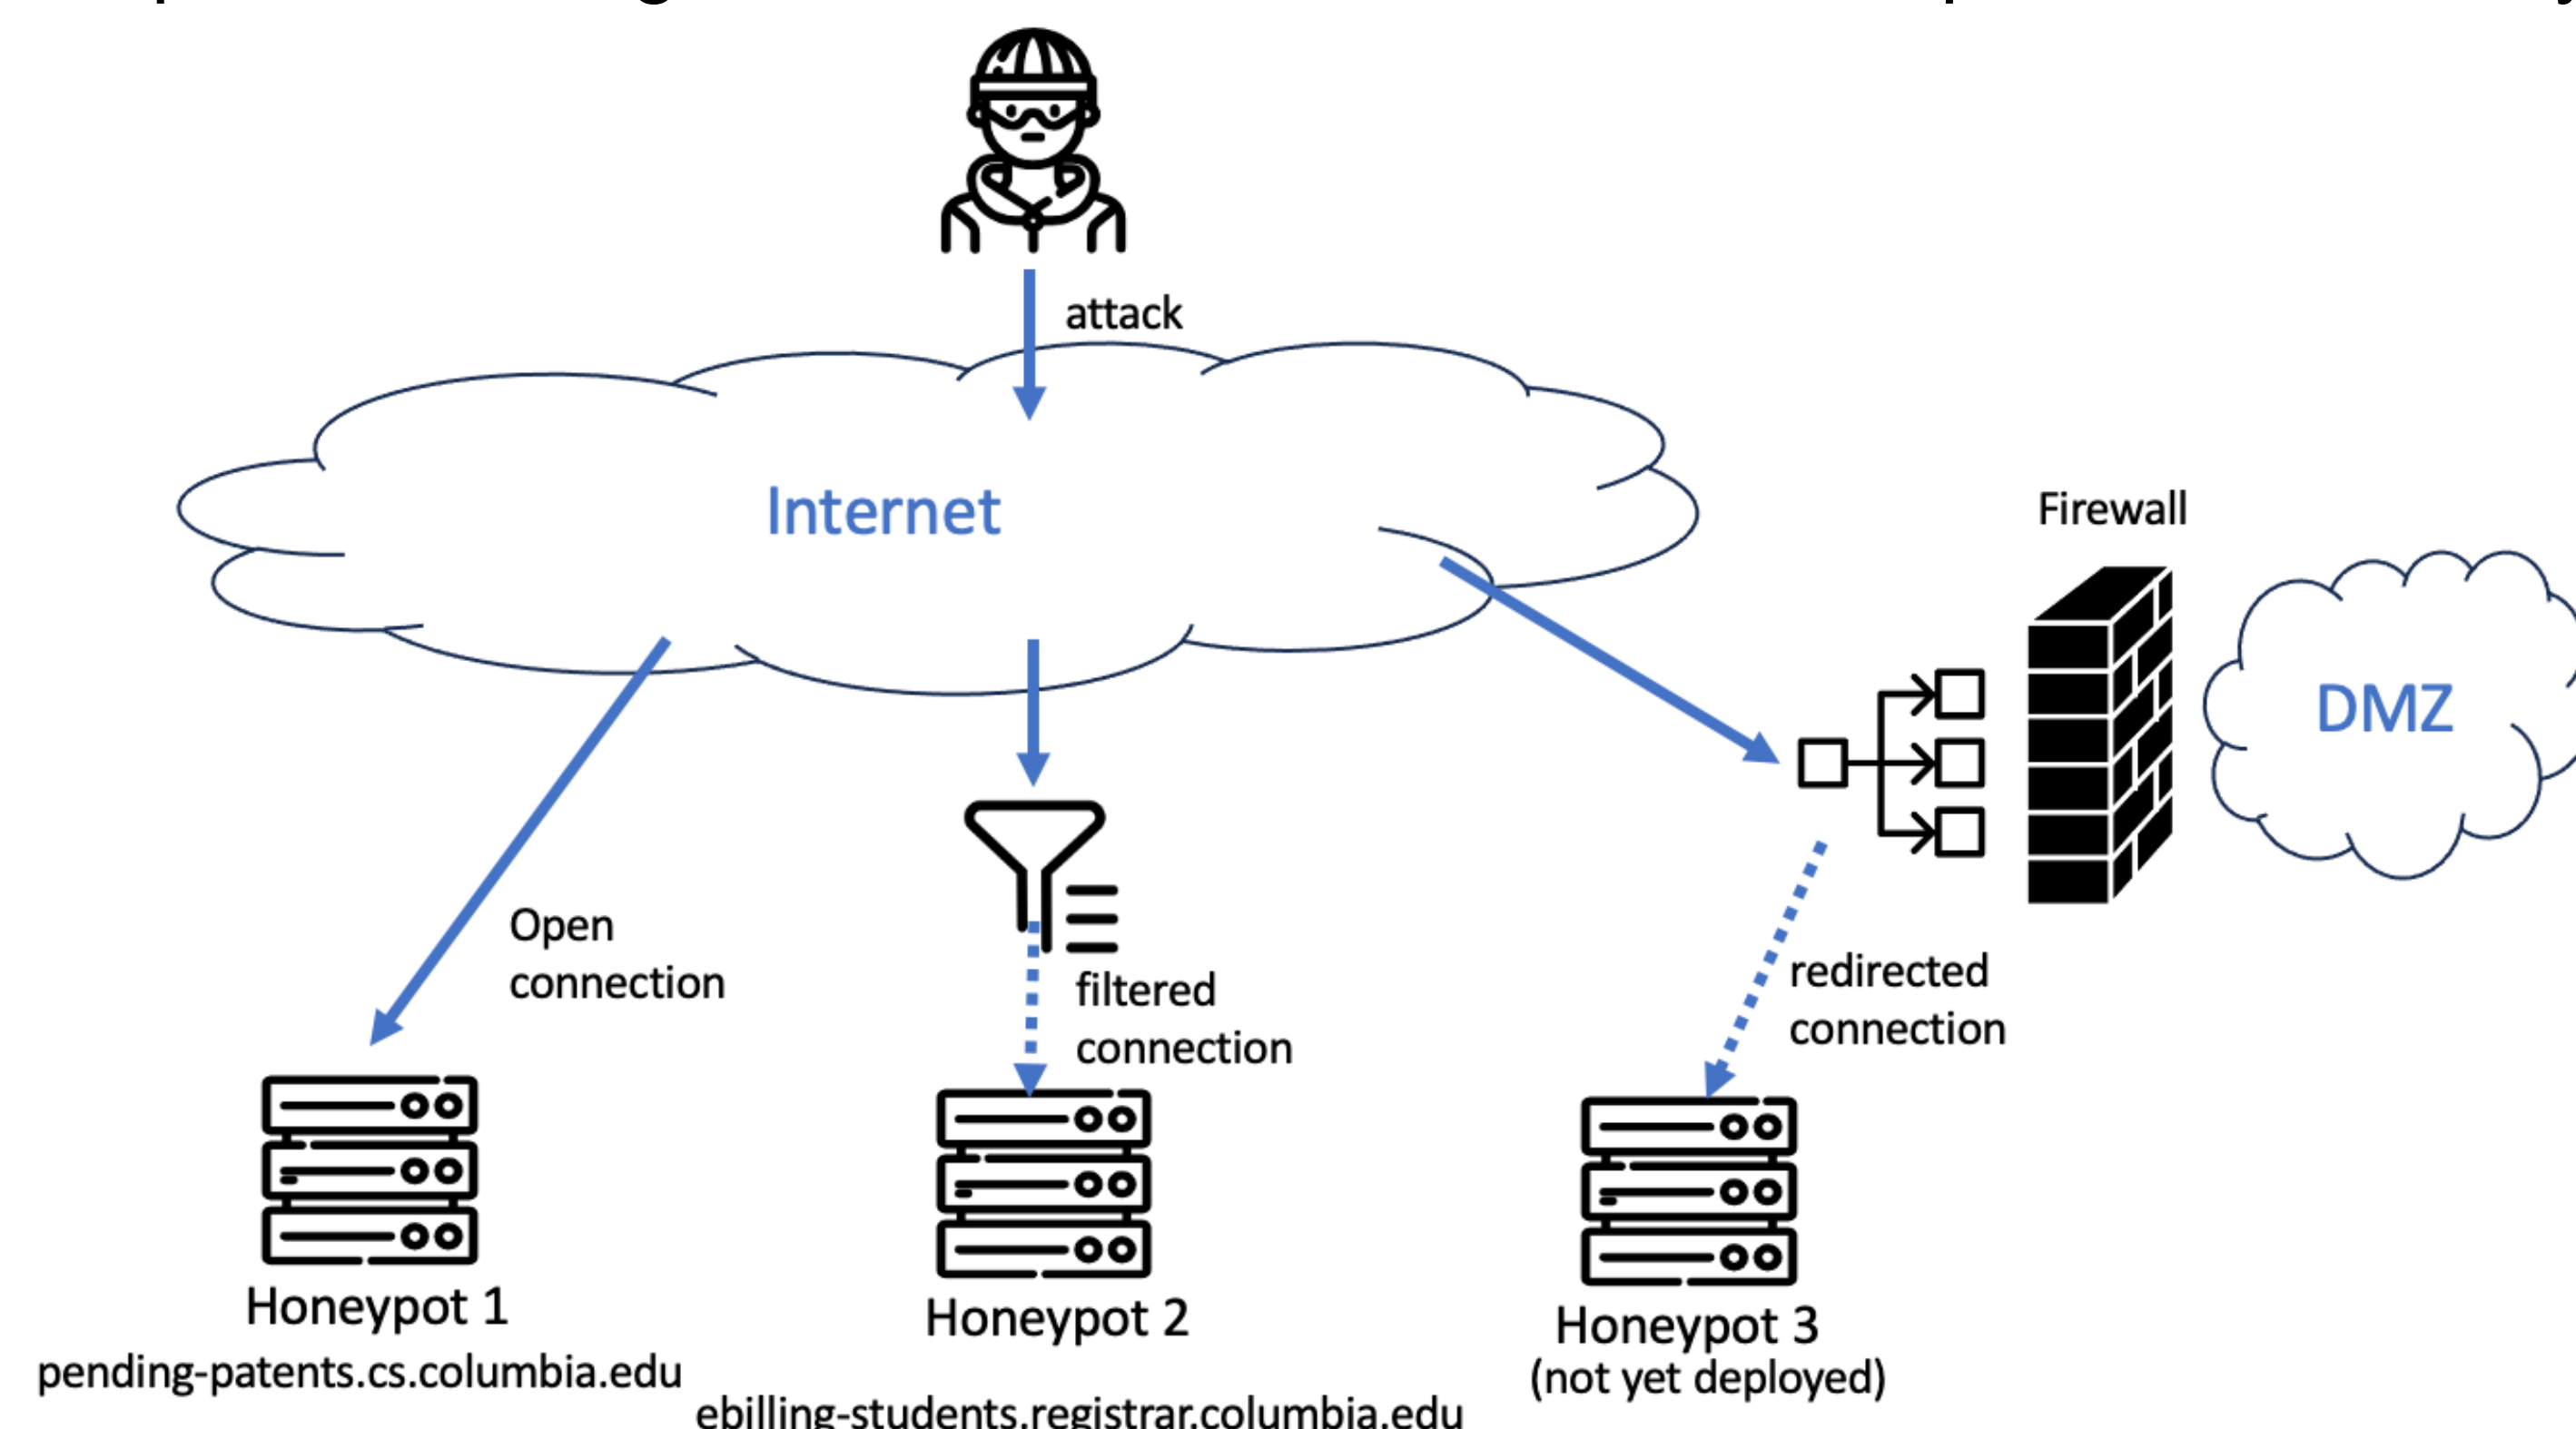 attack
Internet
Firewall
DMZ
Open
connection
filtered
connection
redirected
connection
Honeypot 1
pending-patents.cs.columbia.edu
Honeypot 2
ebilling-students.registrar.columbia.edu
Honeypot 3
(not yet deployed)